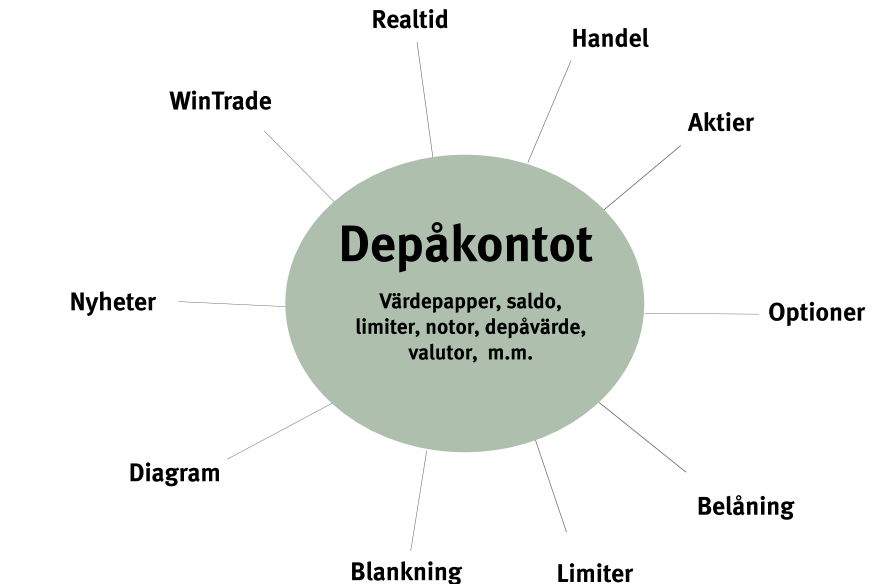 Realtid
Handel
WinTrade
Aktier
Depåkontot
Värdepapper, saldo,
limiter, notor, depåvärde,
valutor,  m.m.
Nyheter
Optioner
Diagram
Belåning
Blankning
Limiter